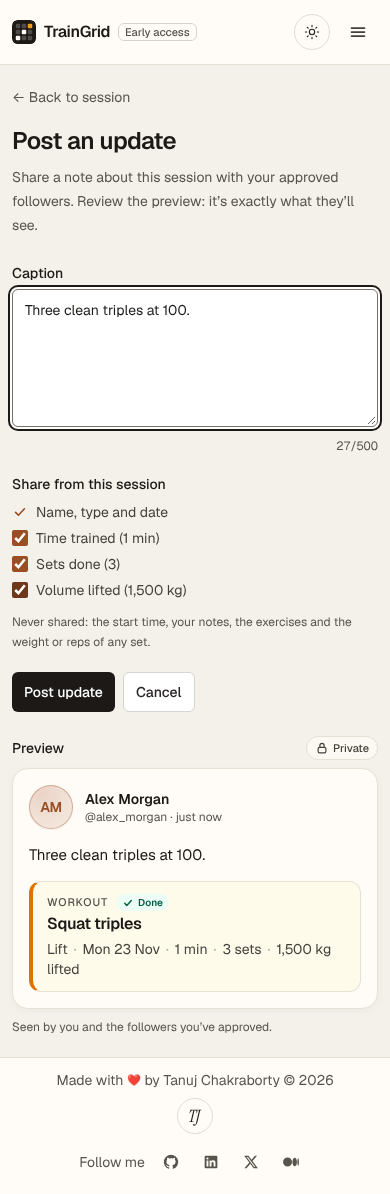 TrainGrid Early access
← Back to session
Post an update
Share a note about this session with your approved
followers. Review the preview: it’s exactly what they’ll
see.
Caption
Three clean triples at 100.
27/500
Share from this session
Name, type and date
Time trained (1 min)
Sets done (3)
Volume lifted (1,500 kg)
Never shared: the start time, your notes, the exercises and the
weight or reps of any set.
Post update Cancel
Preview Private
AM Alex Morgan
@alex_morgan · just now
Three clean triples at 100.
WORKOUT Done
Squat triples
Lift · Mon 23 Nov · 1 min · 3 sets · 1,500 kg
lifted
Seen by you and the followers you’ve approved.
Made with ❤️ by Tanuj Chakraborty © 2026
TJ
Follow me